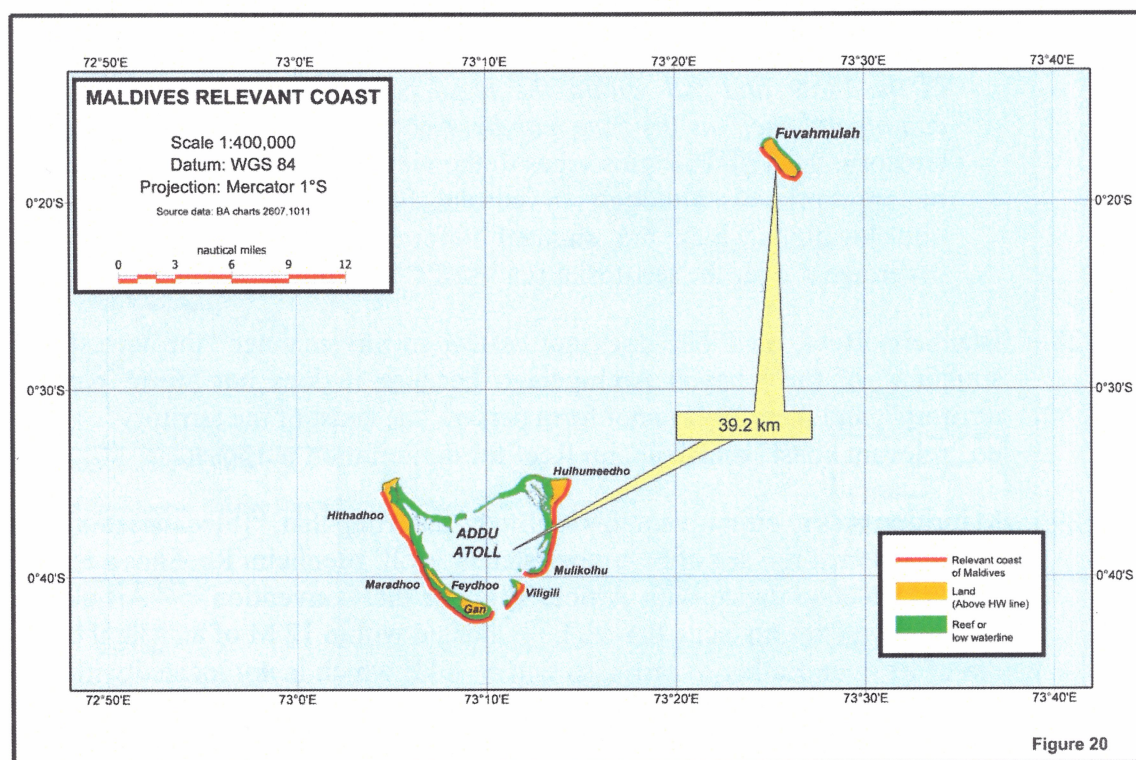 72°50'E 73°0'E 73°10'E 73°20'E 73°30'E 73°40'E
MALDIVES RELEVANT COAST
Scale 1:400,000
Datum: WGS 84
Projection: Mercator 1°S
Source data: BA charts 2607,1011
nautical miles
0 3 6 9 12
Fuvahmulah
0°20'S 0°20'S
0°30'S 0°30'S
39.2 km
Hulhumeedho
Hithadhoo
ADDU
ATOLL
Mulikolhu
0°40'S 0°40'S
Maradhoo
Feydhoo
Viligili
Gan
Relevant coast
of Maldives
Land
(Above HW line)
Reef or
low waterline
72°50'E 73°0'E 73°10'E 73°20'E 73°30'E 73°40'E
Figure 20